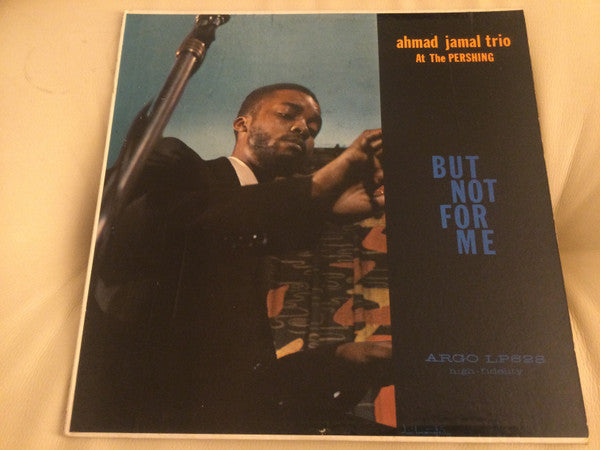 ahmad jamal trio
At The PERSHING
BUT
NOT
FOR
ME
ARGO LP628
high-fidelity